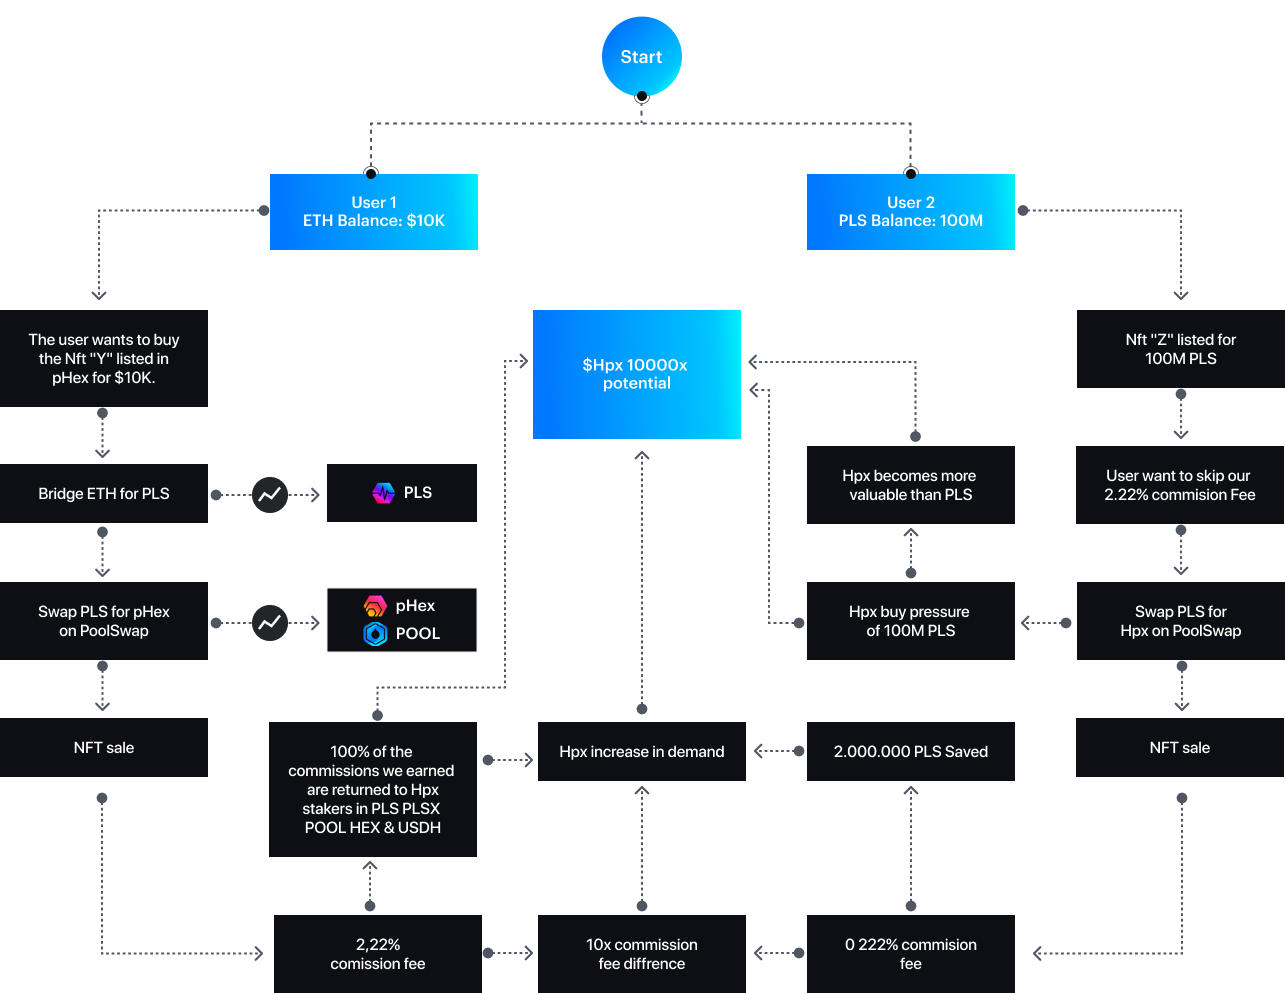 Start
User 1
ETH Balance: $10K
User 2
PLS Balance: 100M
The user wants to buy
the Nft "Y" listed in
pHex for $10K.
$Hpx 10000x
potential
Nft "Z" listed for
100M PLS
Bridge ETH for PLS
PLS
Hpx becomes more
valuable than PLS
User want to skip our
2.22% commision Fee
Swap PLS for pHex
on PoolSwap
pHex
POOL
Hpx buy pressure
of 100M PLS
Swap PLS for
Hpx on PoolSwap
NFT sale
100% of the
commissions we earned
are returned to Hpx
stakers in PLS PLSX
POOL HEX & USDH
Hpx increase in demand
2.000.000 PLS Saved
NFT sale
2,22%
comission fee
10x commission
fee diffrence
0 222% commision
fee